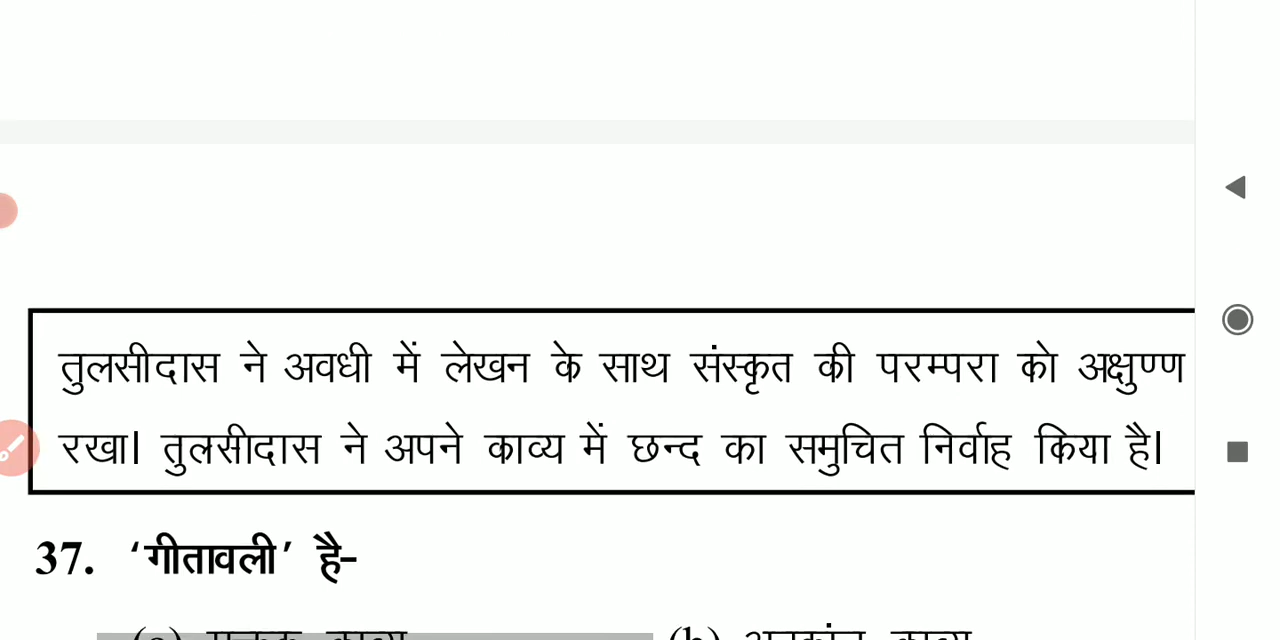 तुलसीदास ने अवधी में लेखन के साथ संस्कृत की परम्परा को अक्षुण्ण
रखा। तुलसीदास ने अपने काव्य में छन्द का समुचित निर्वाह किया है।
37. ‘गीतावली’ है-
काव्य (b) काव्य